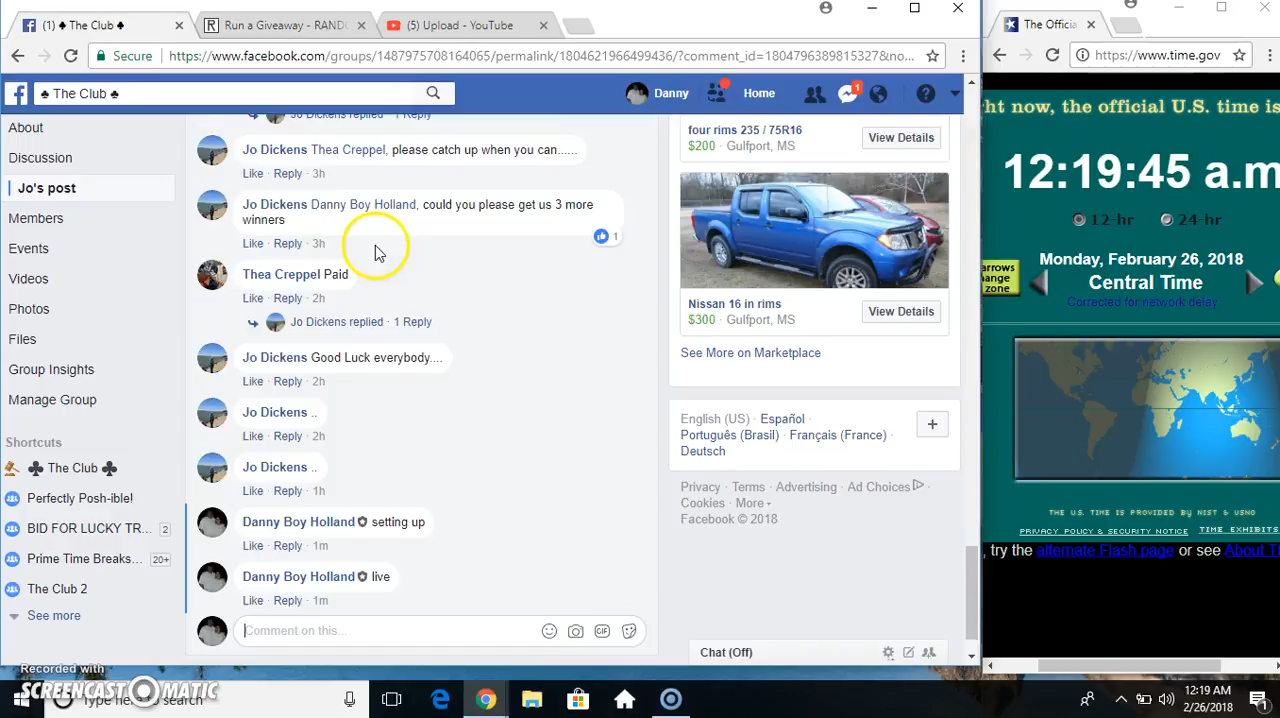 (1) ♣ The Club ♣
Run a Giveaway - RAND
(5) Upload - YouTube
The Officia
Secure
https://www.facebook.com/groups/1487975708164065/permalink/1804621966499436/?comment_id=1804796389815327&no...
https://www.time.gov
♣ The Club ♣
Danny
Home
1
About
Discussion
Jo's post
Members
Events
Videos
Photos
Files
Group Insights
Manage Group
Shortcuts
♣ The Club ♣
Perfectly Posh-ible!
BID FOR LUCKY TR... 2
Prime Time Breaks... 20+
The Club 2
See more
Jo Dickens replied · 1 Reply
Jo Dickens Thea Creppel, please catch up when you can......
Like · Reply · 3h
Jo Dickens Danny Boy Holland, could you please get us 3 more
winners
1
Like · Reply · 3h
Thea Creppel Paid
Like · Reply · 2h
Jo Dickens replied · 1 Reply
Jo Dickens Good Luck everybody....
Like · Reply · 2h
Jo Dickens ..
Like · Reply · 2h
Jo Dickens ..
Like · Reply · 1h
Danny Boy Holland setting up
Like · Reply · 1m
Danny Boy Holland live
Like · Reply · 1m
Comment on this...
GIF
four rims 235 / 75R16
$200 - Gulfport, MS
View Details
Nissan 16 in rims
$300 - Gulfport, MS
View Details
See More on Marketplace
English (US) · Español ·
Português (Brasil) · Français (France) ·
Deutsch
Privacy · Terms · Advertising · Ad Choices ·
Cookies · More
Facebook © 2018
Chat (Off)
ght now, the official U.S. time is
12:19:45 a.m
12-hr
24-hr
arrows
ange
zone
Monday, February 26, 2018
Central Time
Corrected for network delay
THE U.S. TIME IS PROVIDED BY NIST & USNO
PRIVACY POLICY & SECURITY NOTICE
TIME EXHIBITS
, try the alternate Flash page or see About T
Recorded with
SCREENCAST-O-MATIC
Type here to search
12:19 AM
2/26/2018
1